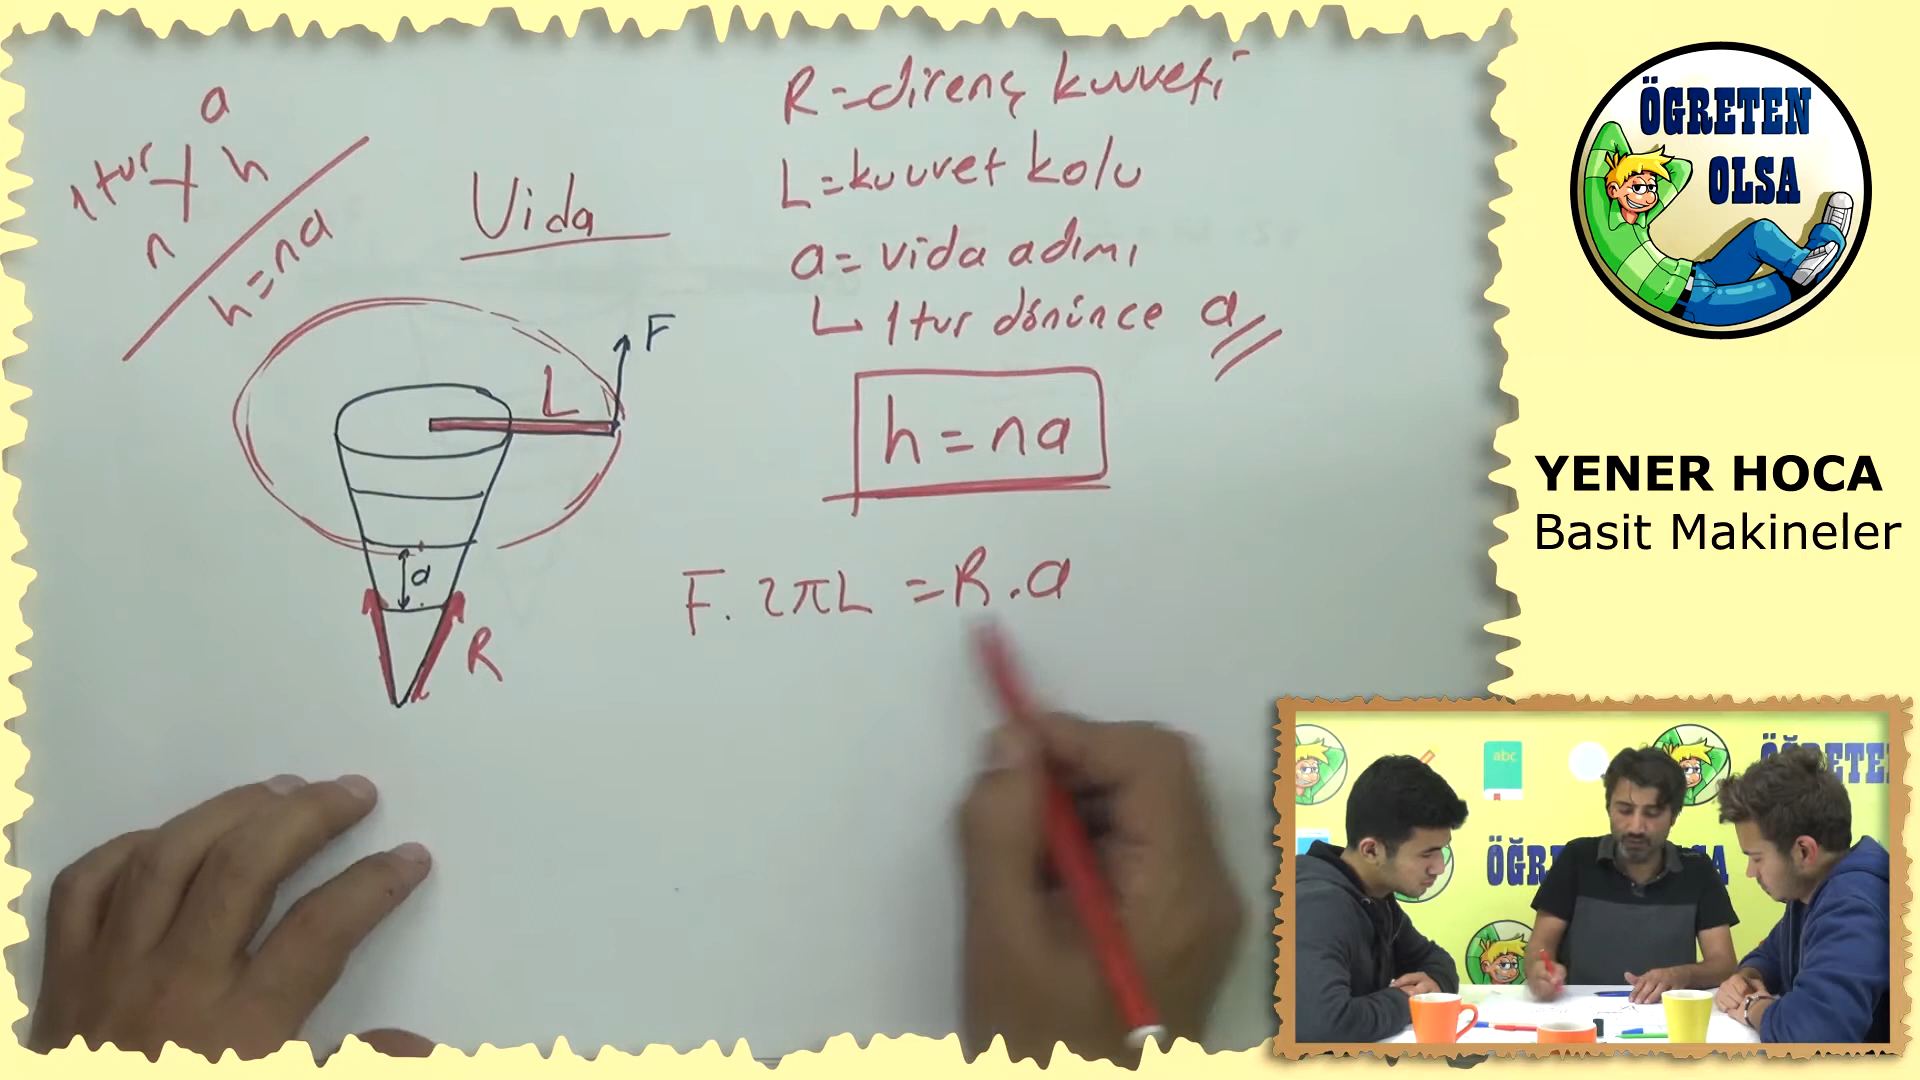 a
1 tur h
n
h = na
Vida
R = direnç kuvveti
L = kuvvet kolu
a = vida adımı
1 tur dönünce a
h = na
F
L
a
R
F. 2πL = R.a
ÖGRETEN
OLSA
YENER HOCA
Basit Makineler
abc